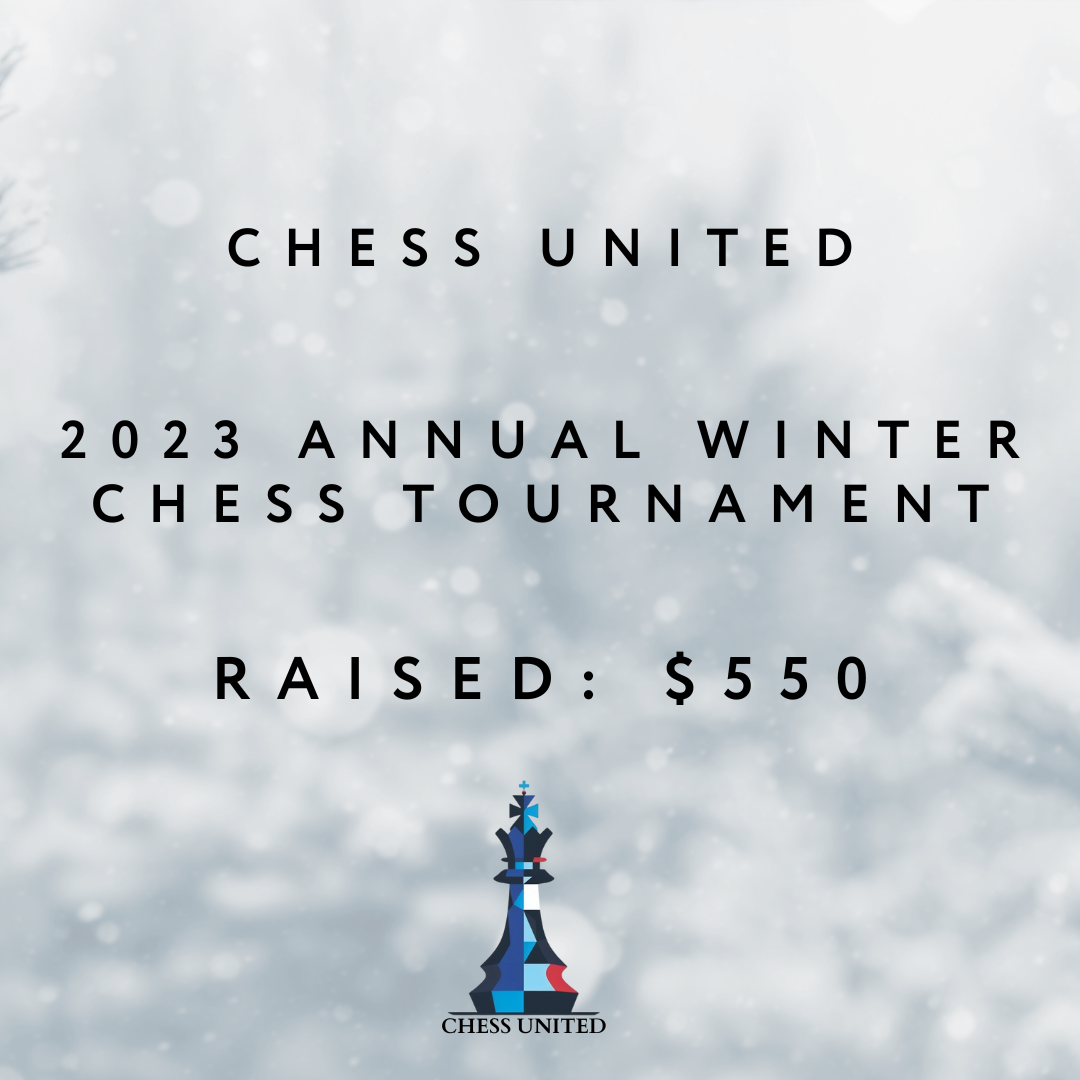 CHESS UNITED
2023 ANNUAL WINTER
CHESS TOURNAMENT
RAISED: $550
CHESS UNITED